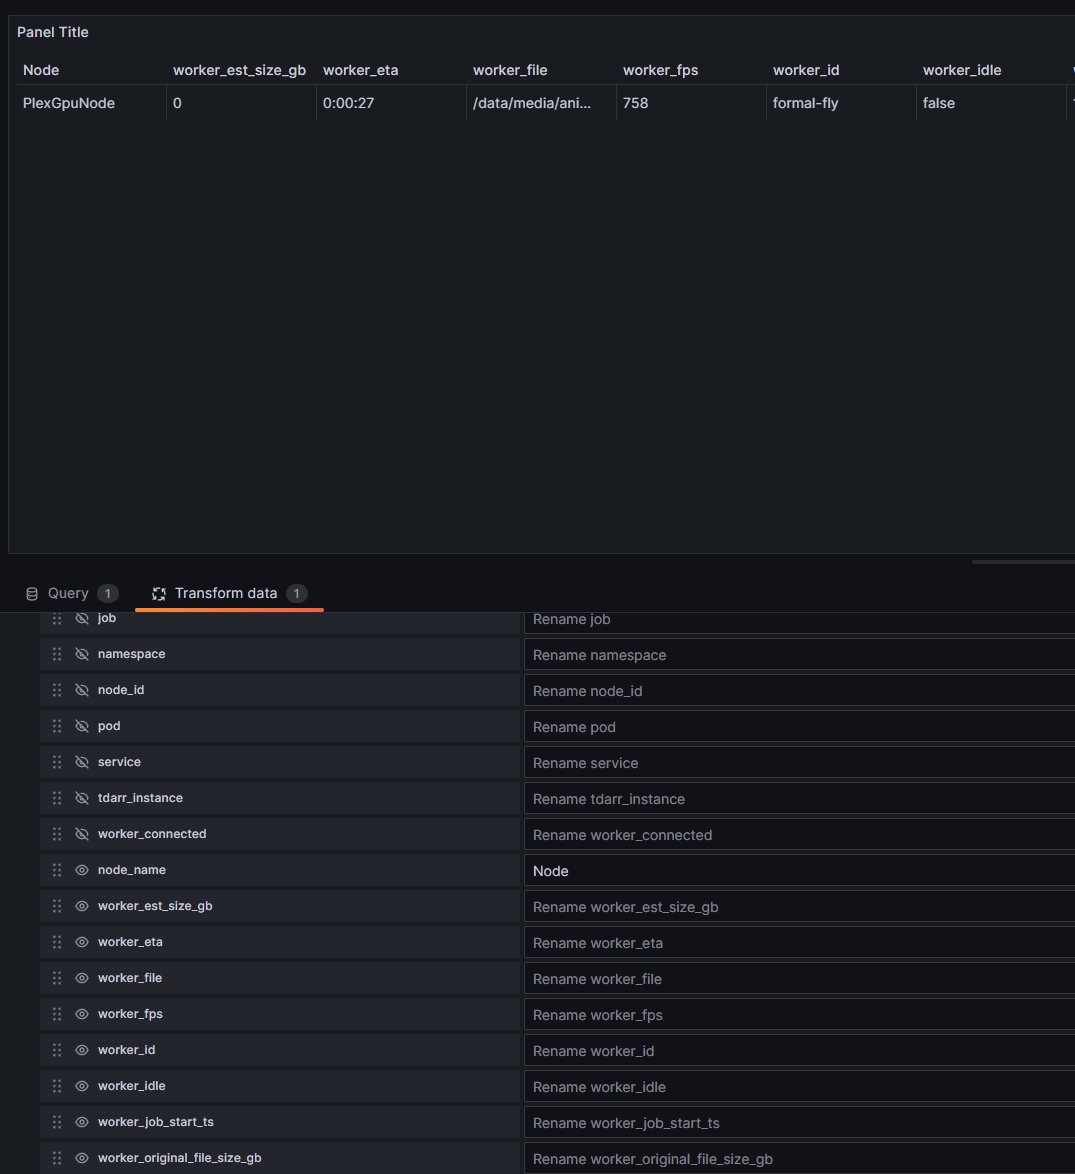 Panel Title
Node worker_est_size_gb worker_eta worker_file worker_fps worker_id worker_idle
PlexGpuNode 0 0:00:27 /data/media/ani... 758 formal-fly false
Query 1 Transform data 1
job Rename job
namespace Rename namespace
node_id Rename node_id
pod Rename pod
service Rename service
tdarr_instance Rename tdarr_instance
worker_connected Rename worker_connected
node_name Node
worker_est_size_gb Rename worker_est_size_gb
worker_eta Rename worker_eta
worker_file Rename worker_file
worker_fps Rename worker_fps
worker_id Rename worker_id
worker_idle Rename worker_idle
worker_job_start_ts Rename worker_job_start_ts
worker_original_file_size_gb Rename worker_original_file_size_gb